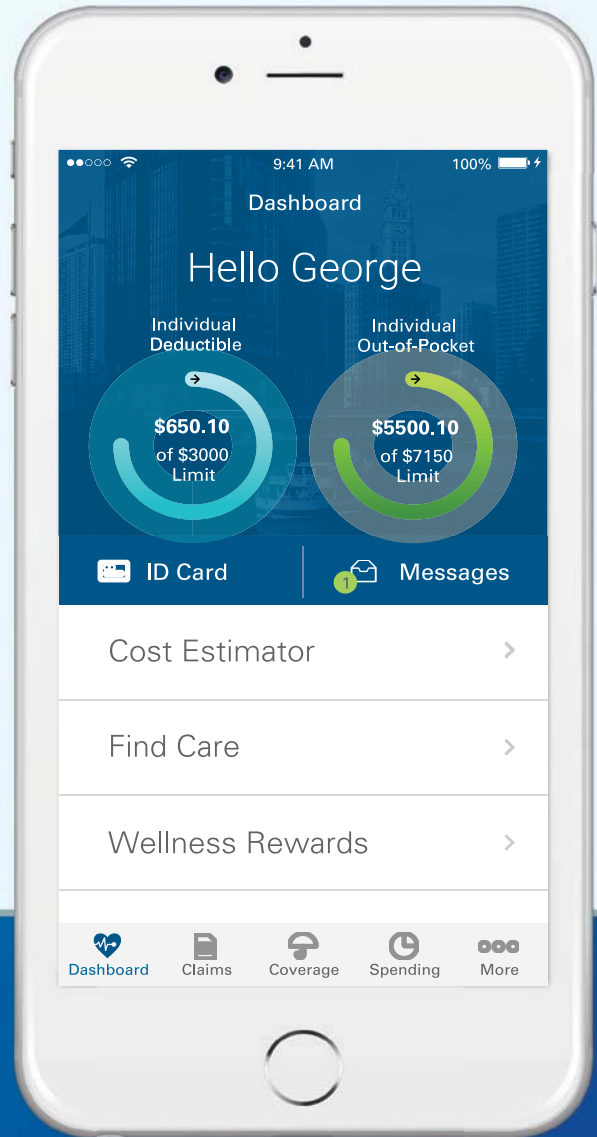 9:41 AM
100%
Dashboard
Hello George
Individual
Deductible
$650.10
of $3000
Limit
Individual
Out-of-Pocket
$5500.10
of $7150
Limit
ID Card
1
Messages
Cost Estimator
Find Care
Wellness Rewards
Dashboard
Claims
Coverage
Spending
More